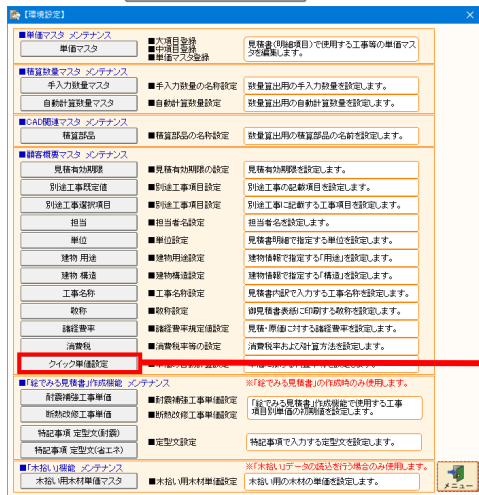 【環境設定】
■単価マスタ メンテナンス
単価マスタ
■大項目登録
■中項目登録
■単価マスタ登録
見積書(明細項目)で使用する工事等の単価マス
タを編集します。
■積算数量マスタ メンテナンス
手入力数量マスタ ■手入力数量の名称設定 数量算出用の手入力数量を設定します。
自動計算数量マスタ ■自動計算数量設定 数量算出用の自動計算数量を設定します。
■CAD関連マスタ メンテナンス
積算部品 ■積算部品の名称設定 数量算出用の積算部品の名前を設定します。
■顧客概要マスタ メンテナンス
見積有効期限 ■見積有効期限の設定 見積有効期限を設定します。
別途工事既定値 ■別途工事項目設定 別途工事の記載項目を設定します。
別途工事選択項目 ■別途工事項目設定 別途工事に記載する工事項目を設定します。
担当 ■担当者名設定 担当者名を設定します。
単位 ■単位設定 見積書明細で指定する単位を設定します。
建物 用途 ■建物用途設定 建物情報で指定する「用途」を設定します。
建物 構造 ■建物構造設定 建物情報で指定する「構造」を設定します。
工事名称 ■工事名称設定 見積書内訳で入力する工事名称を設定します。
敬称 ■敬称設定 御見積書表紙に印刷する敬称を設定します。
諸経費率 ■諸経費率規定値設定 見積・原価に対する諸経費率を設定します。
消費税 ■消費税率等の設定 消費税率および計算方法を設定します。
クイック単価設定
■「絵でみる見積書」作成機能 メンテナンス ※「絵でみる見積書」の作成時のみ使用します。
耐震補強工事単価 ■耐震補強工事単価設定
断熱改修工事単価 ■断熱改修工事単価設定
「絵でみる見積書」作成機能で使用する工事
項目別単価の初期値を設定します。
特記事項 定型文(耐震)
特記事項 定型文(省エネ)
■定型文設定 特記事項で入力する定型文を設定します。
■「木拾い」機能 メンテナンス ※「木拾い」データの読込を行う場合のみ使用します。
木拾い用木材単価マスタ ■木拾い用木材単価設定 木拾い用の木材の単価を設定します。
メニュー